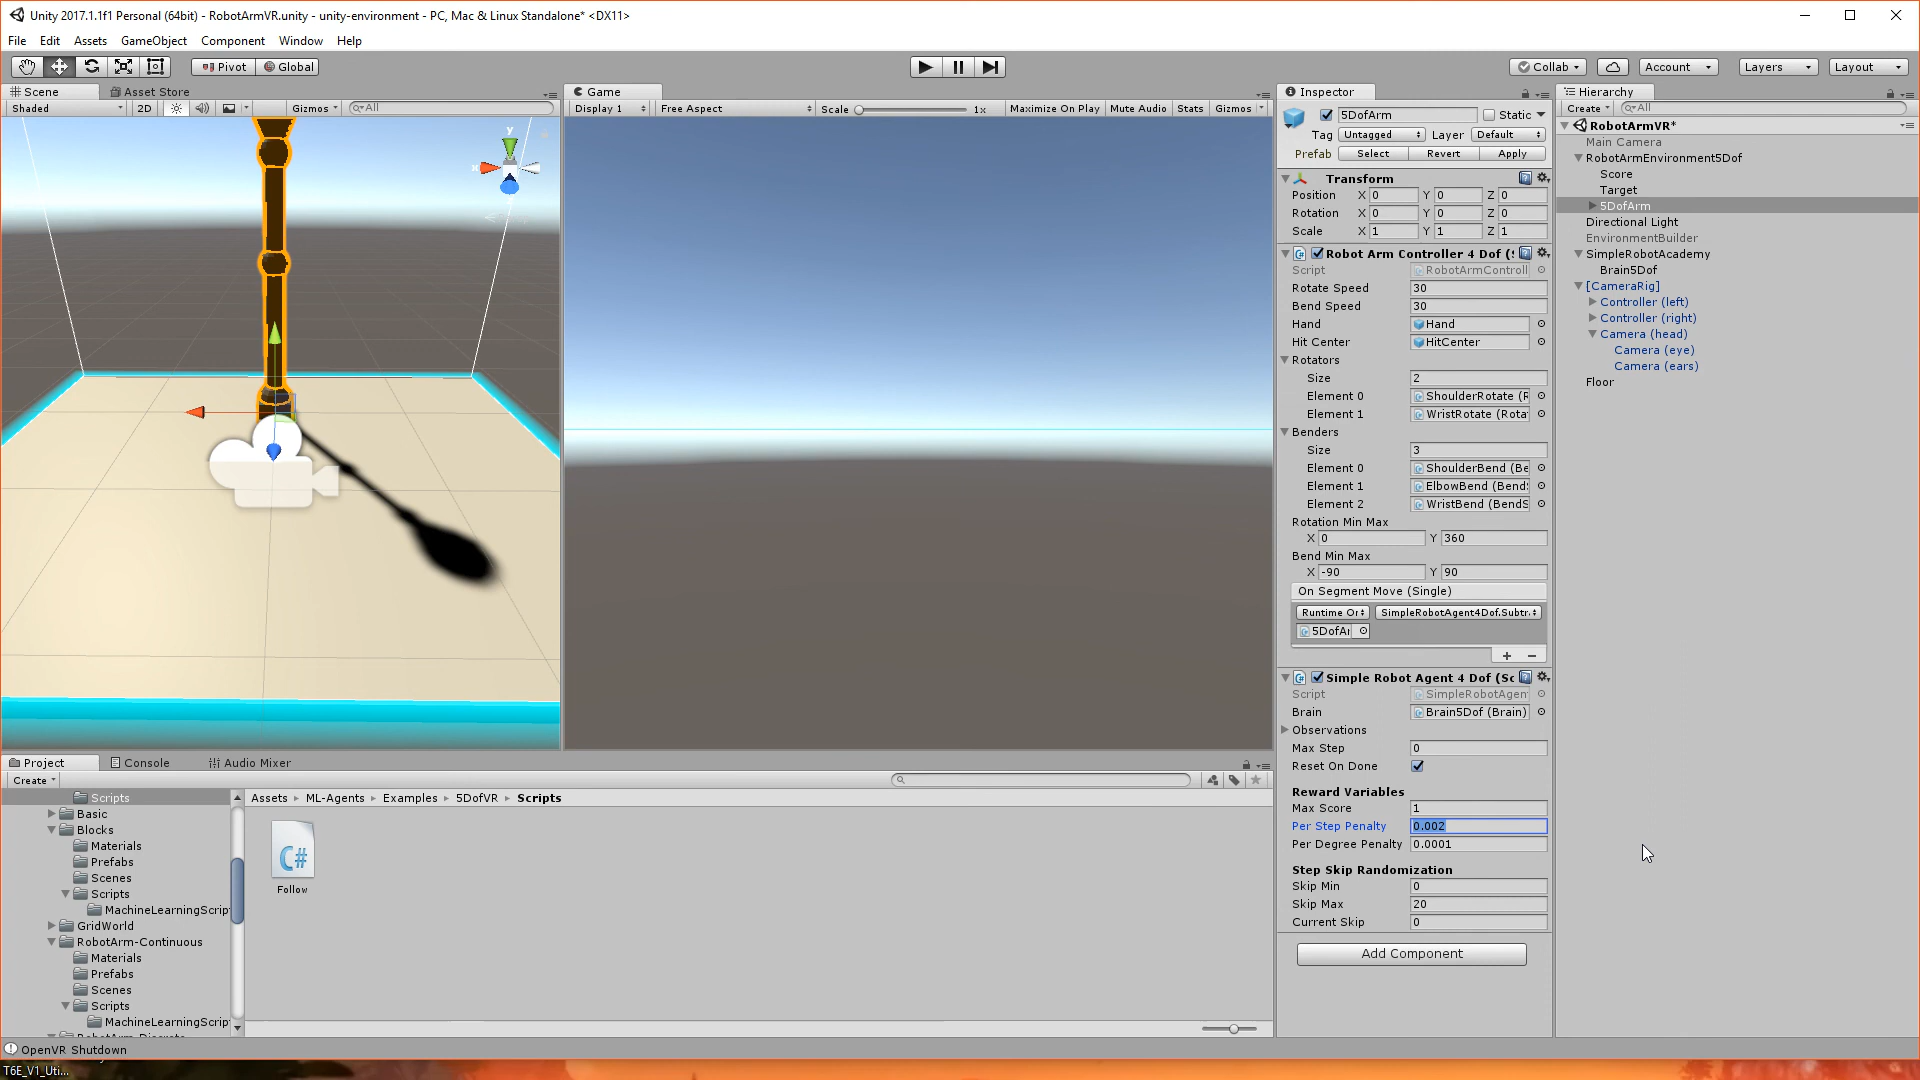 Unity 2017.1.1f1 Personal (64bit) - RobotArmVR.unity - unity-environment - PC, Mac & Linux Standalone* <DX11>
File Edit Assets GameObject Component Window Help
Pivot Global Collab Account Layers Layout
Scene Asset Store
Shaded 2D Gizmos All
y
x
Game
Display 1 Free Aspect Scale 1x Maximize On Play Mute Audio Stats Gizmos
Inspector
5DofArm Static
Tag Untagged Layer Default
Prefab Select Revert Apply
Transform
Position X 0 Y 0 Z 0
Rotation X 0 Y 0 Z 0
Scale X 1 Y 1 Z 1
Robot Arm Controller 4 Dof (
Script RobotArmControll
Rotate Speed 30
Bend Speed 30
Hand Hand
Hit Center HitCenter
Rotators
Size 2
Element 0 ShoulderRotate (R
Element 1 WristRotate (Rota
Benders
Size 3
Element 0 ShoulderBend (Be
Element 1 ElbowBend (Bend
Element 2 WristBend (BendS
Rotation Min Max
X 0 Y 360
Bend Min Max
X -90 Y 90
On Segment Move (Single)
Runtime Or SimpleRobotAgent4Dof.Subtr
5DofAr
+ −
Simple Robot Agent 4 Dof (Sc
Script SimpleRobotAgen
Brain Brain5Dof (Brain)
Observations
Max Step 0
Reset On Done
Reward Variables
Max Score 1
Per Step Penalty 0.002
Per Degree Penalty 0.0001
Step Skip Randomization
Skip Min 0
Skip Max 20
Current Skip 0
Add Component
Hierarchy
Create All
RobotArmVR*
Main Camera
RobotArmEnvironment5Dof
Score
Target
5DofArm
Directional Light
EnvironmentBuilder
SimpleRobotAcademy
Brain5Dof
[CameraRig]
Controller (left)
Controller (right)
Camera (head)
Camera (eye)
Camera (ears)
Floor
Project Console Audio Mixer
Create
Scripts
Basic
Blocks
Materials
Prefabs
Scenes
Scripts
MachineLearningScrip
GridWorld
RobotArm-Continuous
Materials
Prefabs
Scenes
Scripts
MachineLearningScrip
RobotArm-Discrete
Assets ML-Agents Examples 5DofVR Scripts
C#
Follow
OpenVR Shutdown
T6E_V1_Uti...